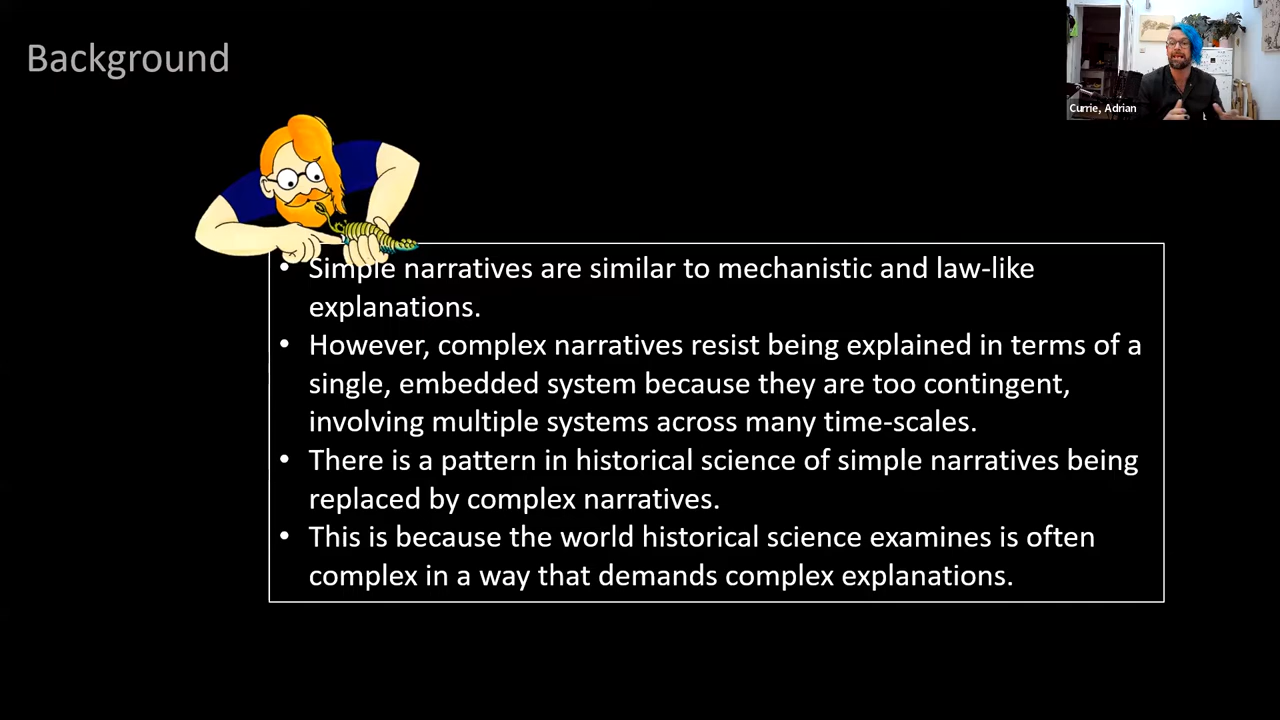 Background
Currie, Adrian
• Simple narratives are similar to mechanistic and law-like
explanations.
• However, complex narratives resist being explained in terms of a
single, embedded system because they are too contingent,
involving multiple systems across many time-scales.
• There is a pattern in historical science of simple narratives being
replaced by complex narratives.
• This is because the world historical science examines is often
complex in a way that demands complex explanations.